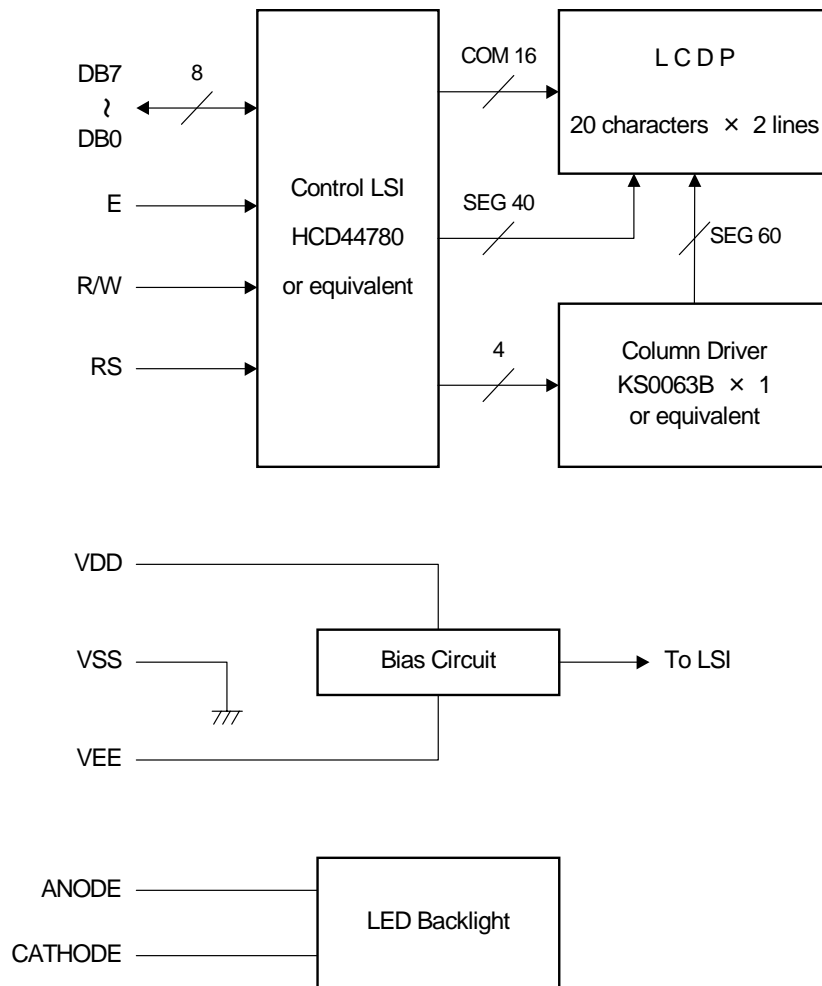 DB7
~
DB0
8
E
R/W
RS
Control LSI
HCD44780
or equivalent
COM 16
SEG 40
4
L C D P
20 characters × 2 lines
SEG 60
Column Driver
KS0063B × 1
or equivalent
VDD
VSS
VEE
Bias Circuit
To LSI
ANODE
CATHODE
LED Backlight